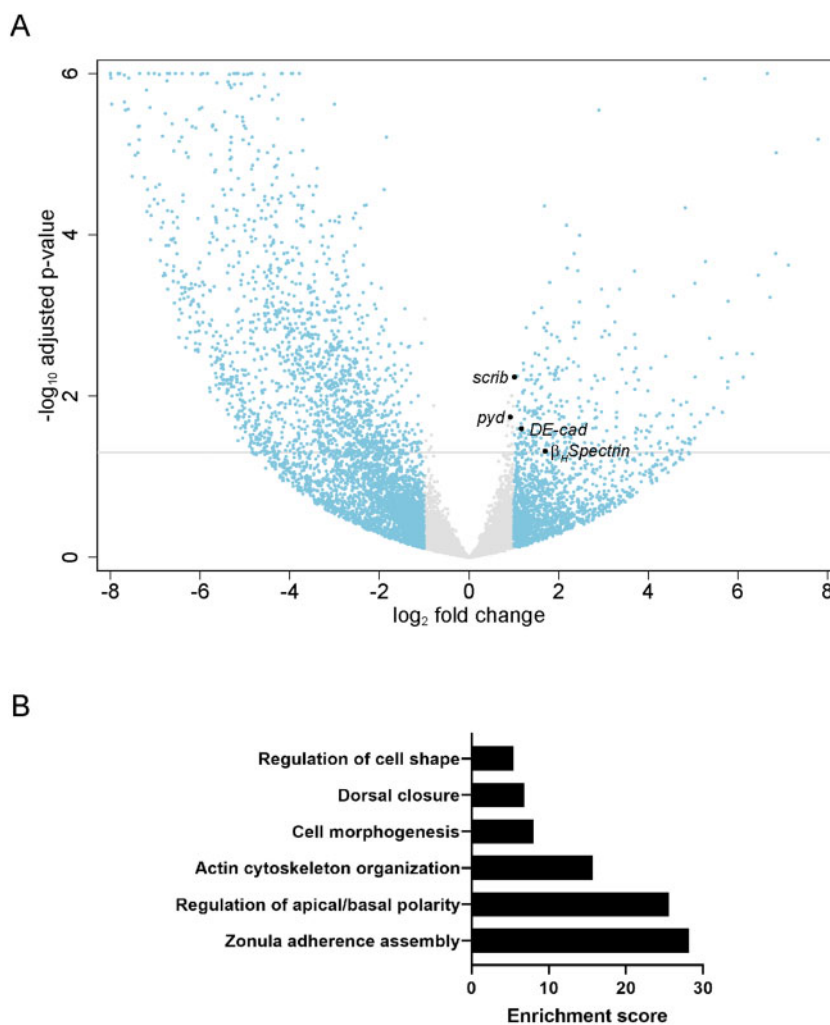 A
6
4
2
0
-log₁₀ adjusted p-value
scrib
pyd
DE-cad
βHSpectrin
-8 -6 -4 -2 0 2 4 6 8
log₂ fold change
B
Regulation of cell shape
Dorsal closure
Cell morphogenesis
Actin cytoskeleton organization
Regulation of apical/basal polarity
Zonula adherence assembly
0 10 20 30
Enrichment score